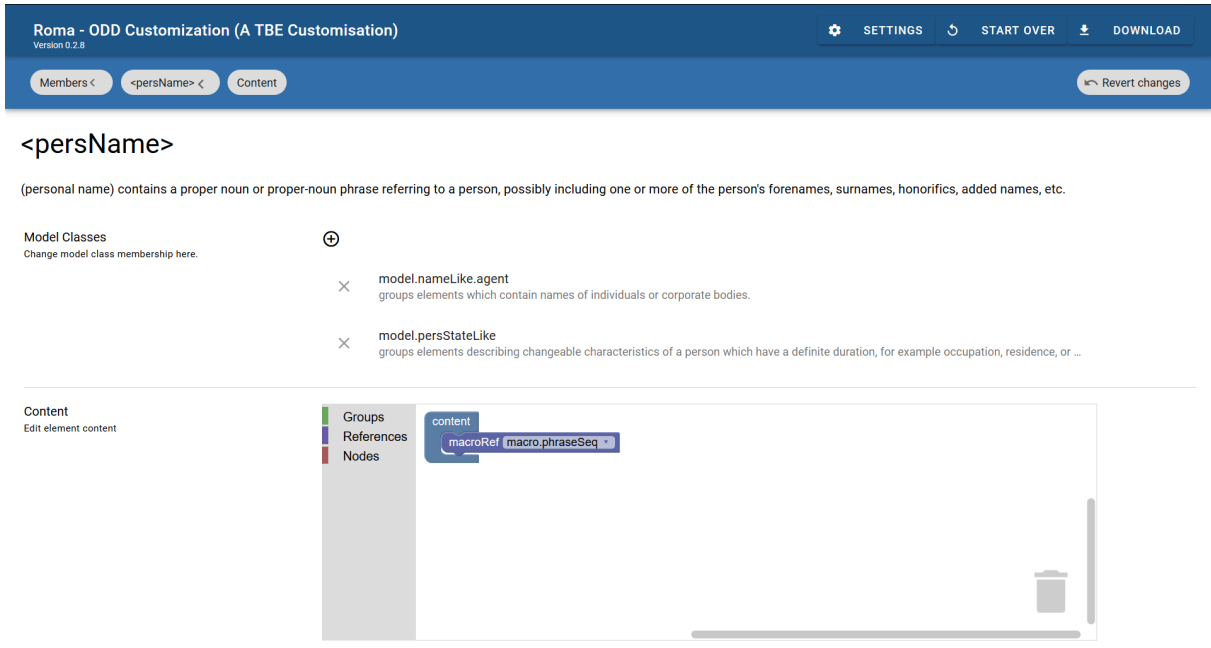 Roma - ODD Customization (A TBE Customisation)
Version 0.2.8
SETTINGS
START OVER
DOWNLOAD
Members <
<persName> <
Content
Revert changes
<persName>
(personal name) contains a proper noun or proper-noun phrase referring to a person, possibly including one or more of the person's forenames, surnames, honorifics, added names, etc.
Model Classes
Change model class membership here.
model.nameLike.agent
groups elements which contain names of individuals or corporate bodies.
model.persStateLike
groups elements describing changeable characteristics of a person which have a definite duration, for example occupation, residence, or ...
Content
Edit element content
Groups
References
Nodes
content
macroRef macro.phraseSeq